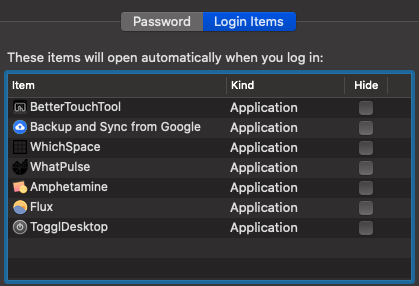 Password Login Items
These items will open automatically when you log in:
Item Kind Hide
BetterTouchTool Application
Backup and Sync from Google Application
WhichSpace Application
WhatPulse Application
Amphetamine Application
Flux Application
TogglDesktop Application